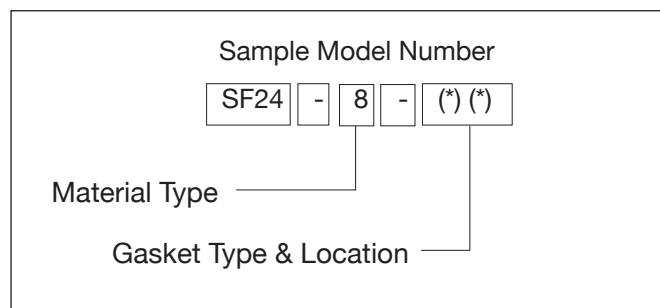 Sample Model Number
SF24 - 8 - (*) (*)
Material Type
Gasket Type & Location